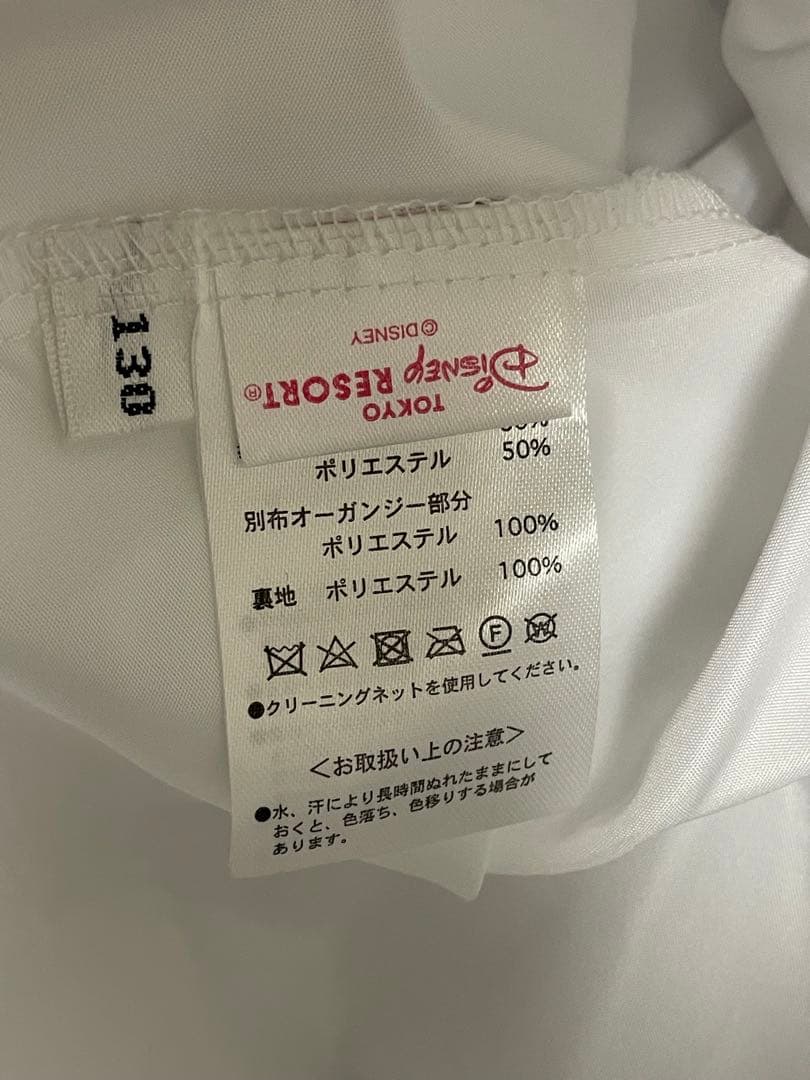 130
TOKYO
DISNEY RESORT®
©DISNEY
ポリエステル 50%
別布オーガンジー部分
ポリエステル 100%
裏地 ポリエステル 100%
F
W
●クリーニングネットを使用してください。
＜お取扱い上の注意＞
●水、汗により長時間ぬれたままにして
おくと、色落ち、色移りする場合が
あります。